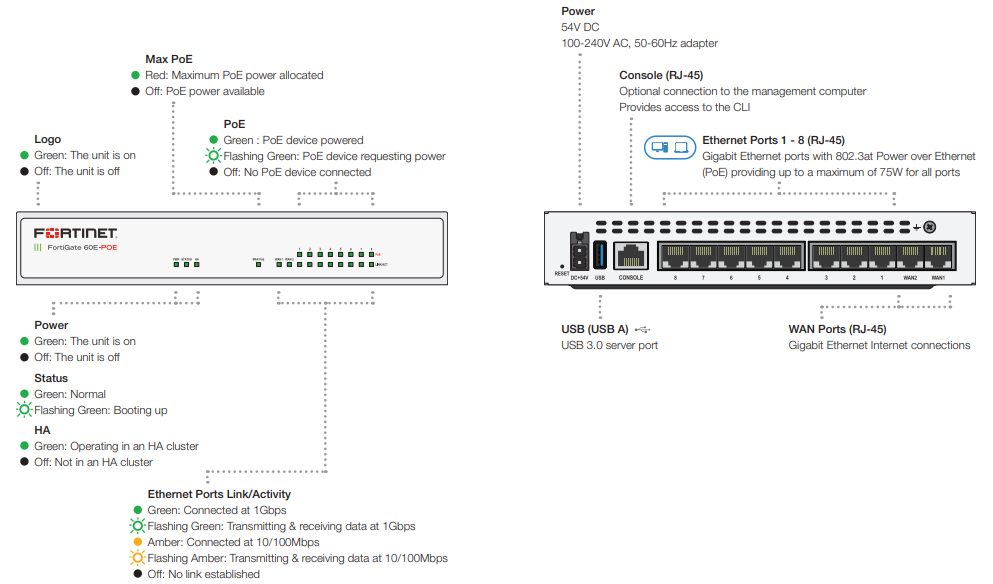 Max PoE
Red: Maximum PoE power allocated
Off: PoE power available
PoE
Green : PoE device powered
Flashing Green: PoE device requesting power
Off: No PoE device connected
Logo
Green: The unit is on
Off: The unit is off
FORTINET
FortiGate 60E-POE
PWR STATUS HA
MAX PoE
WAN 1 WAN 2
1 2 3 4 5 6 7 8
PoE
LINK/ACT
Power
Green: The unit is on
Off: The unit is off
Status
Green: Normal
Flashing Green: Booting up
HA
Green: Operating in an HA cluster
Off: Not in an HA cluster
Ethernet Ports Link/Activity
Green: Connected at 1Gbps
Flashing Green: Transmitting & receiving data at 1Gbps
Amber: Connected at 10/100Mbps
Flashing Amber: Transmitting & receiving data at 10/100Mbps
Off: No link established
Power
54V DC
100-240V AC, 50-60Hz adapter
Console (RJ-45)
Optional connection to the management computer
Provides access to the CLI
Ethernet Ports 1 - 8 (RJ-45)
Gigabit Ethernet ports with 802.3at Power over Ethernet
(PoE) providing up to a maximum of 75W for all ports
RESET
DC+54V
USB
CONSOLE
8 7 6 5 4
3 2 1 WAN2 WAN1
USB (USB A)
USB 3.0 server port
WAN Ports (RJ-45)
Gigabit Ethernet Internet connections